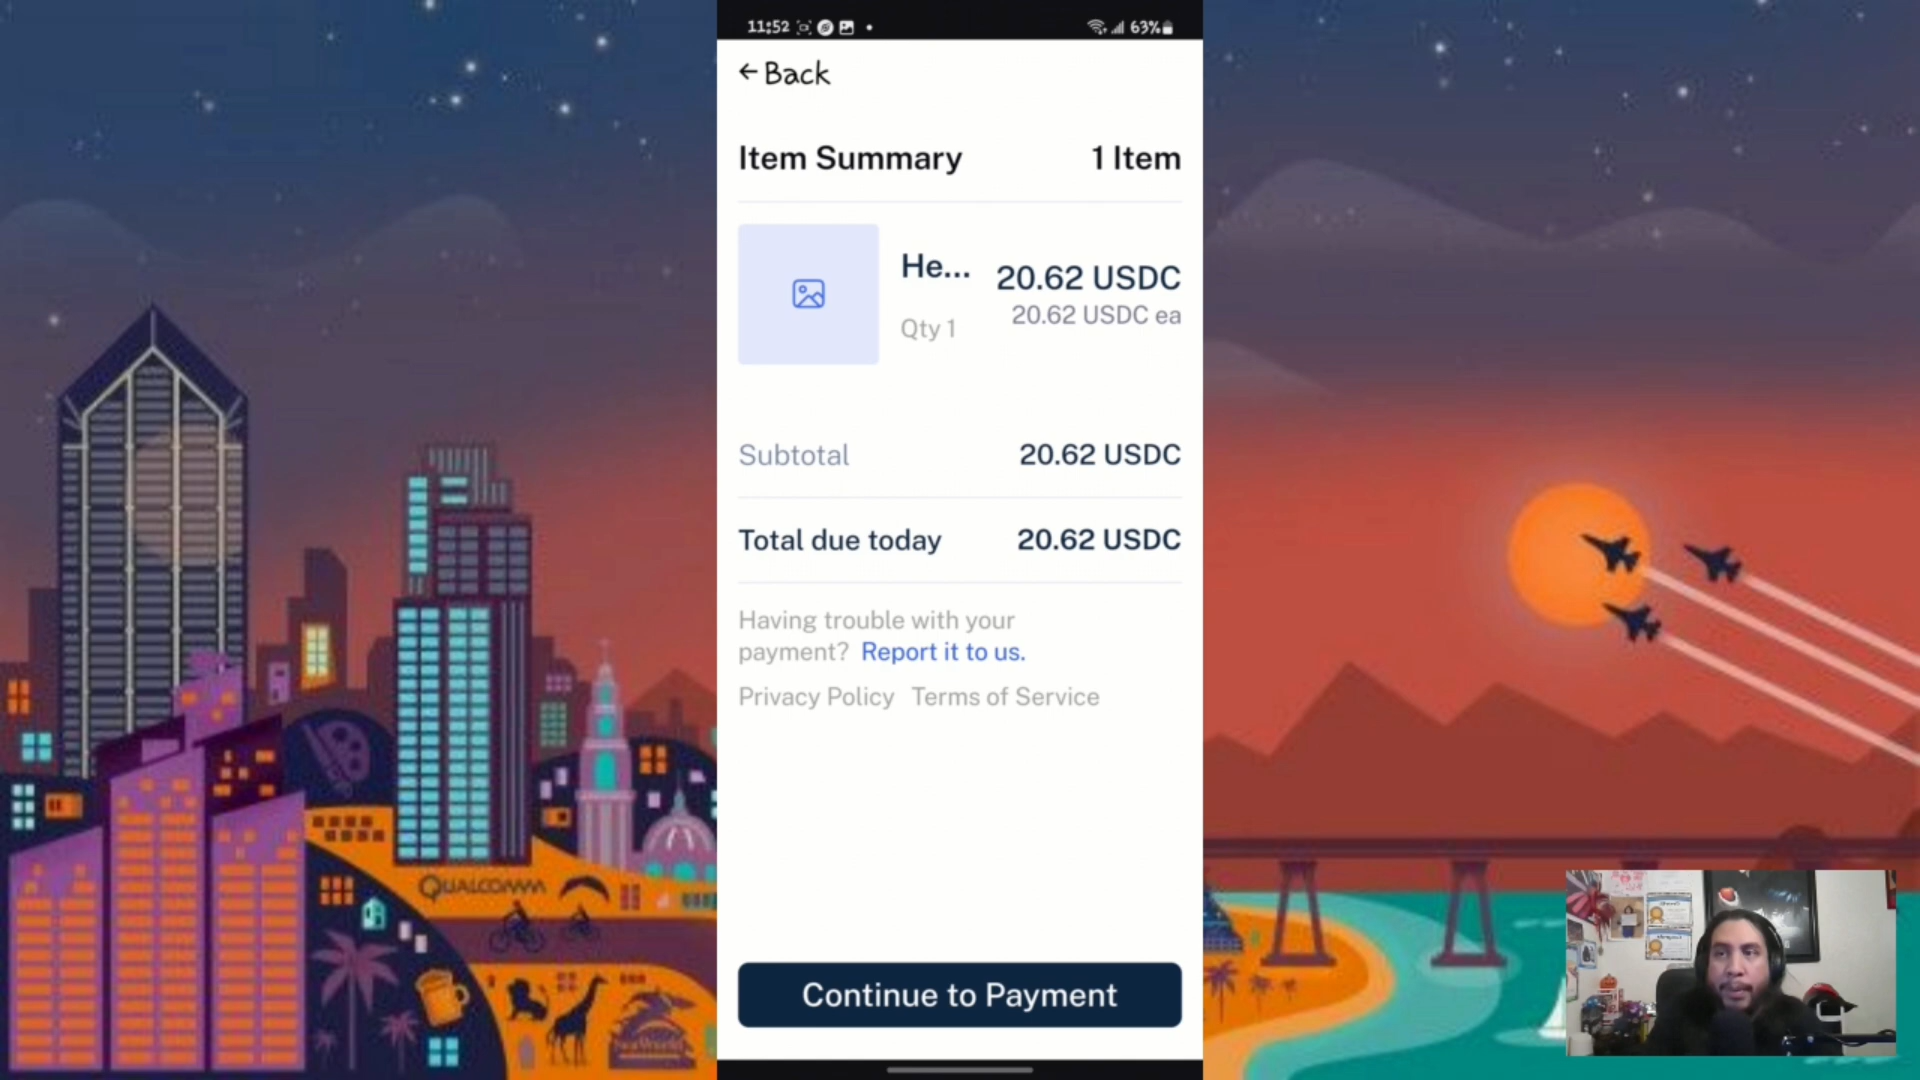 11:52
63%
Back
Item Summary
1 Item
He...
20.62 USDC
20.62 USDC ea
Qty 1
Subtotal
20.62 USDC
Total due today
20.62 USDC
Having trouble with your
payment? Report it to us.
Privacy Policy Terms of Service
QUALCOMM
SeaWorld
Continue to Payment